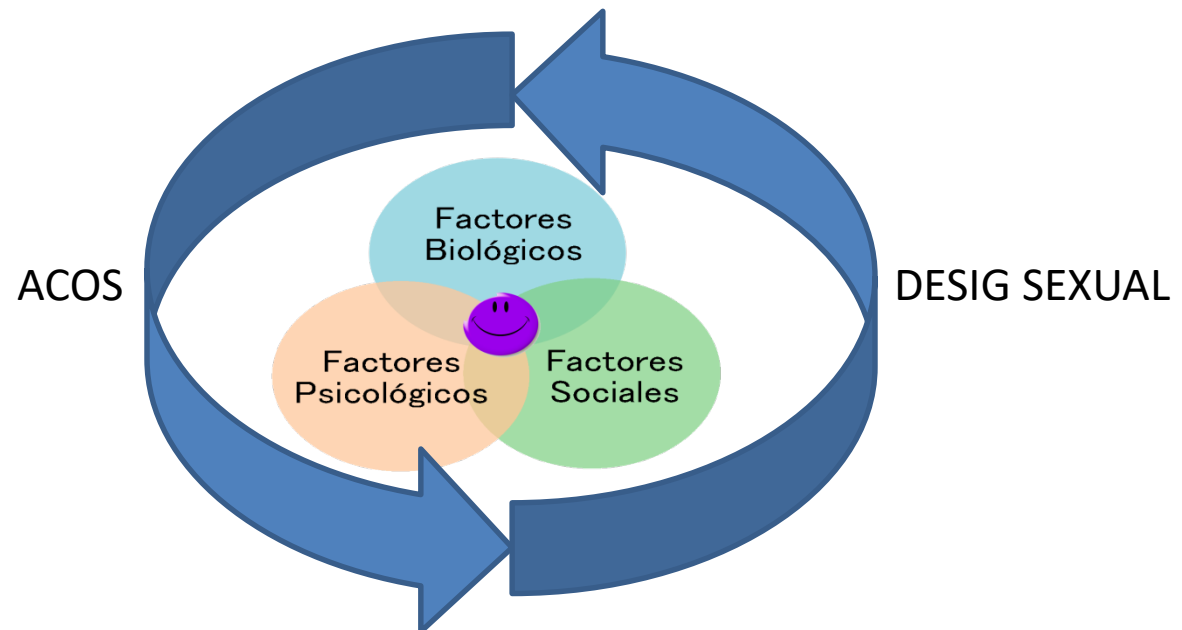 Factores
Biológicos
ACOS
DESIG SEXUAL
Factores
Psicológicos
Factores
Sociales